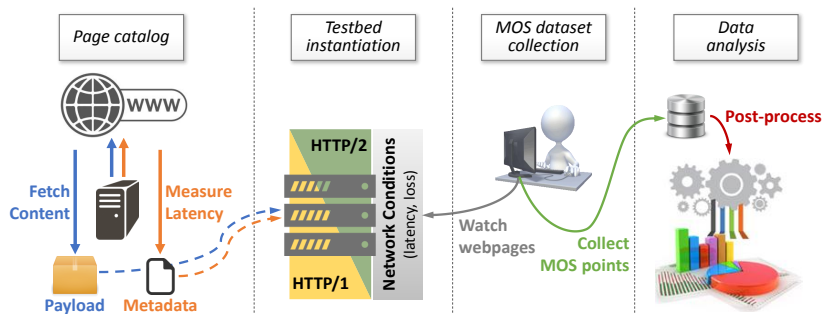 Page catalog
Testbed
instantiation
MOS dataset
collection
Data
analysis
WWW
Fetch
Content
Measure
Latency
Payload
Metadata
HTTP/2
HTTP/1
Network Conditions
(latency, loss)
Watch
webpages
Collect
MOS points
Post-process